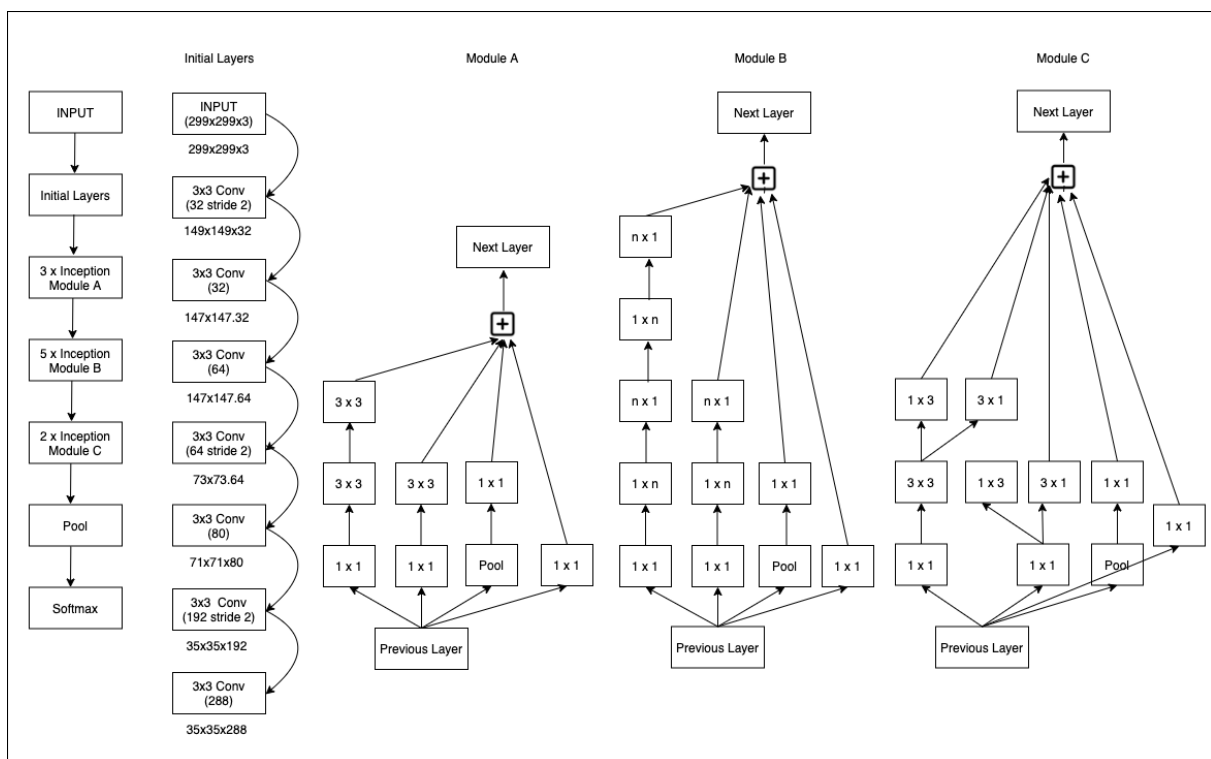 Initial Layers
Module A
Module B
Module C
INPUT
Initial Layers
3 x Inception
Module A
5 x Inception
Module B
2 x Inception
Module C
Pool
Softmax
INPUT
(299x299x3)
299x299x3
3x3 Conv
(32 stride 2)
149x149x32
3x3 Conv
(32)
147x147.32
3x3 Conv
(64)
147x147.64
3x3 Conv
(64 stride 2)
73x73.64
3x3 Conv
(80)
71x71x80
3x3 Conv
(192 stride 2)
35x35x192
3x3 Conv
(288)
35x35x288
Next Layer
+
3 x 3
3 x 3
3 x 3
1 x 1
1 x 1
1 x 1
Pool
1 x 1
Previous Layer
Next Layer
+
n x 1
1 x n
n x 1
n x 1
1 x n
1 x n
1 x 1
1 x 1
1 x 1
Pool
1 x 1
Previous Layer
Next Layer
+
1 x 3
3 x 1
3 x 3
1 x 3
3 x 1
1 x 1
1 x 1
1 x 1
1 x 1
Pool
Previous Layer